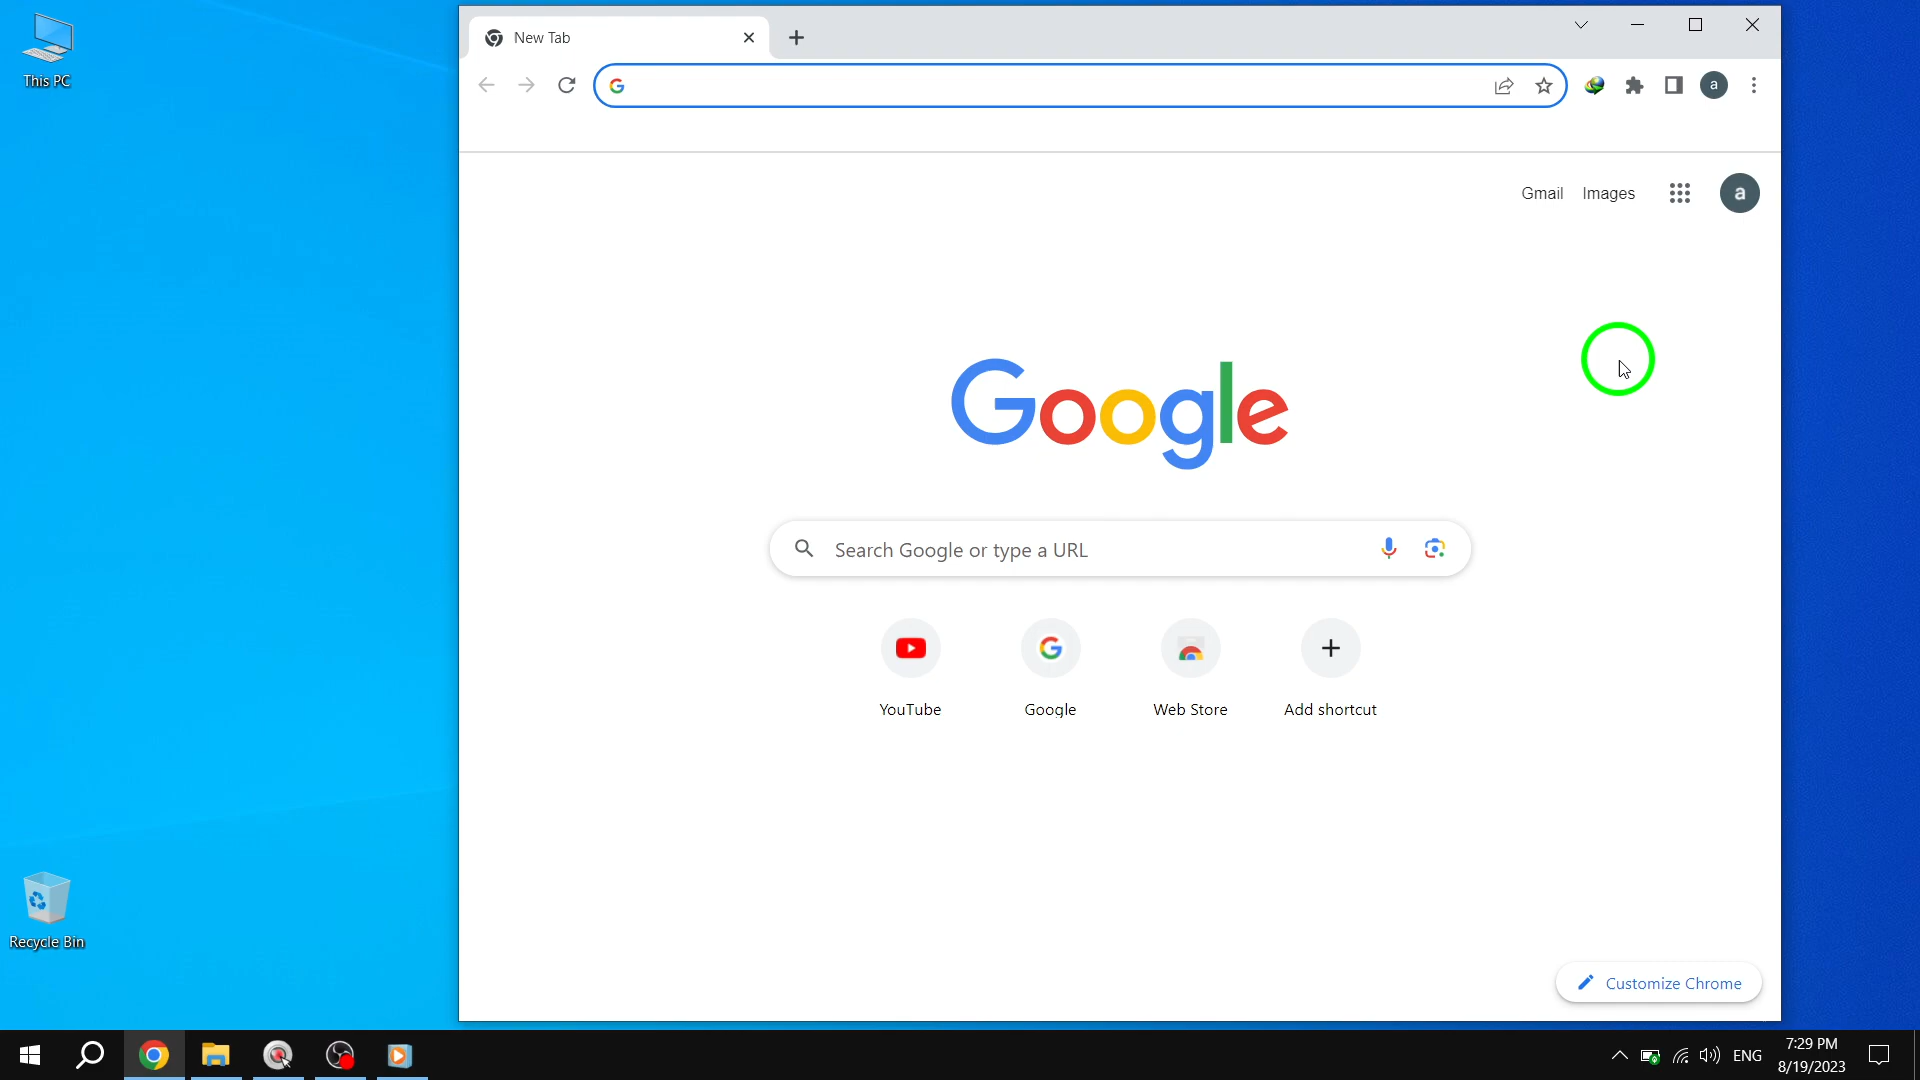 This PC
New Tab
a
Gmail
Images
a
Google
Search Google or type a URL
YouTube
Google
Web Store
Add shortcut
Recycle Bin
Customize Chrome
ENG
7:29 PM
8/19/2023